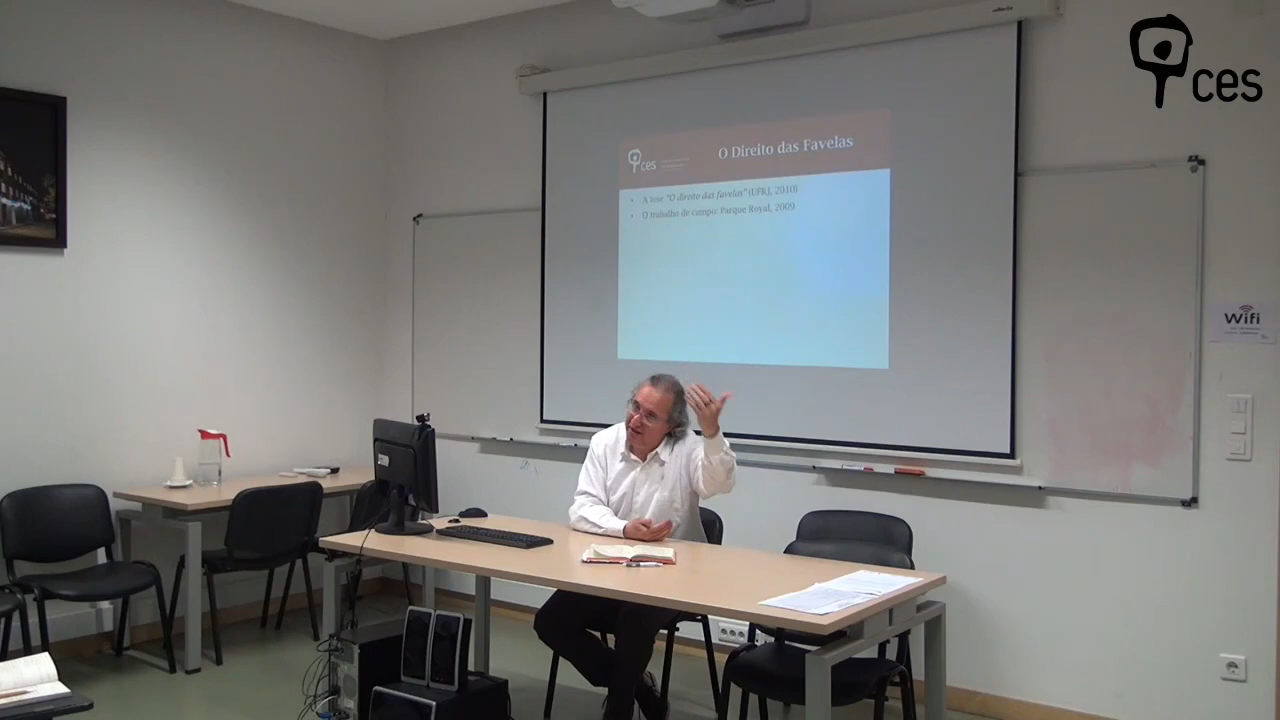 ces
ces
O Direito das Favelas
• A tese "O direito das favelas" (UFRJ, 2010)
• O trabalho de campo: Parque Royal, 2009
Wifi